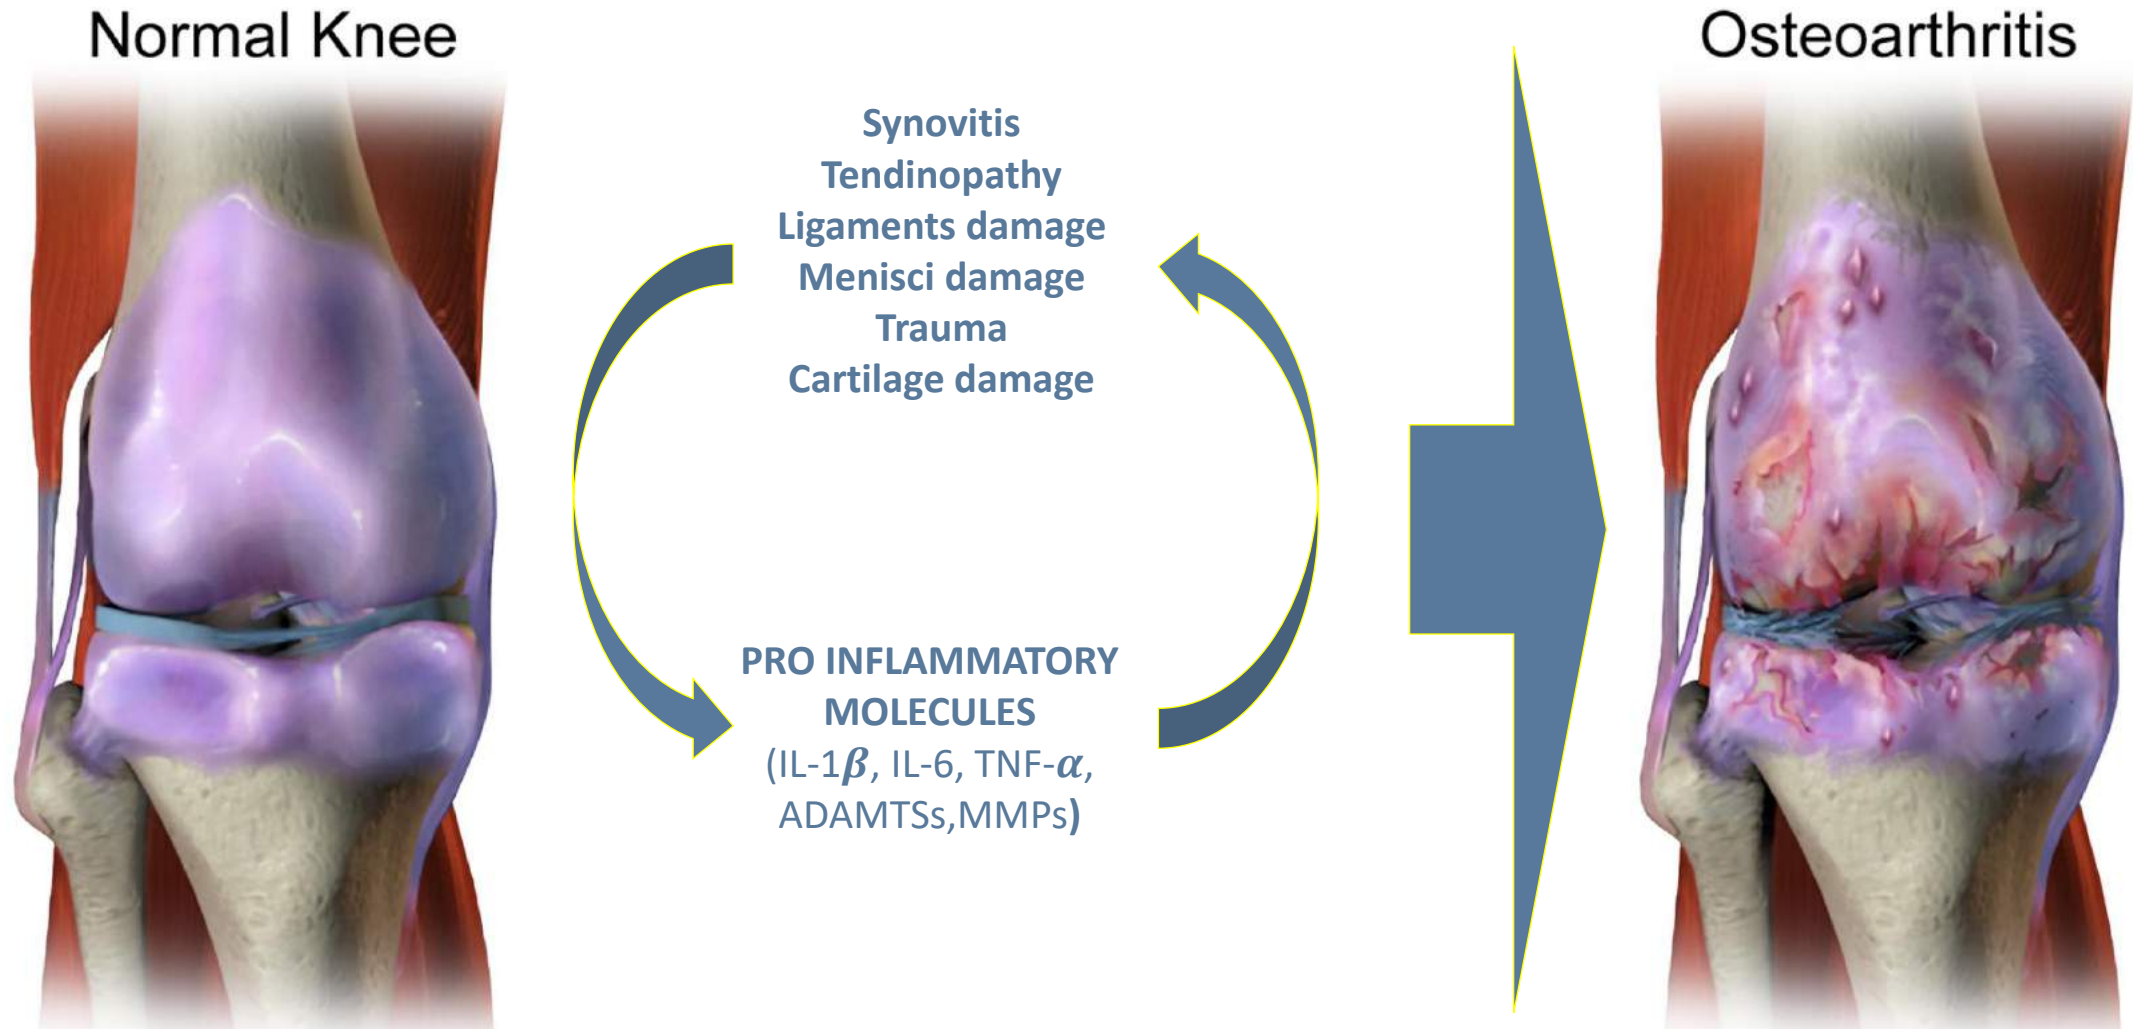 Normal Knee
Osteoarthritis
Synovitis
Tendinopathy
Ligaments damage
Menisci damage
Trauma
Cartilage damage
PRO INFLAMMATORY
MOLECULES
(IL-1β, IL-6, TNF-α,
ADAMTSs,MMPs)